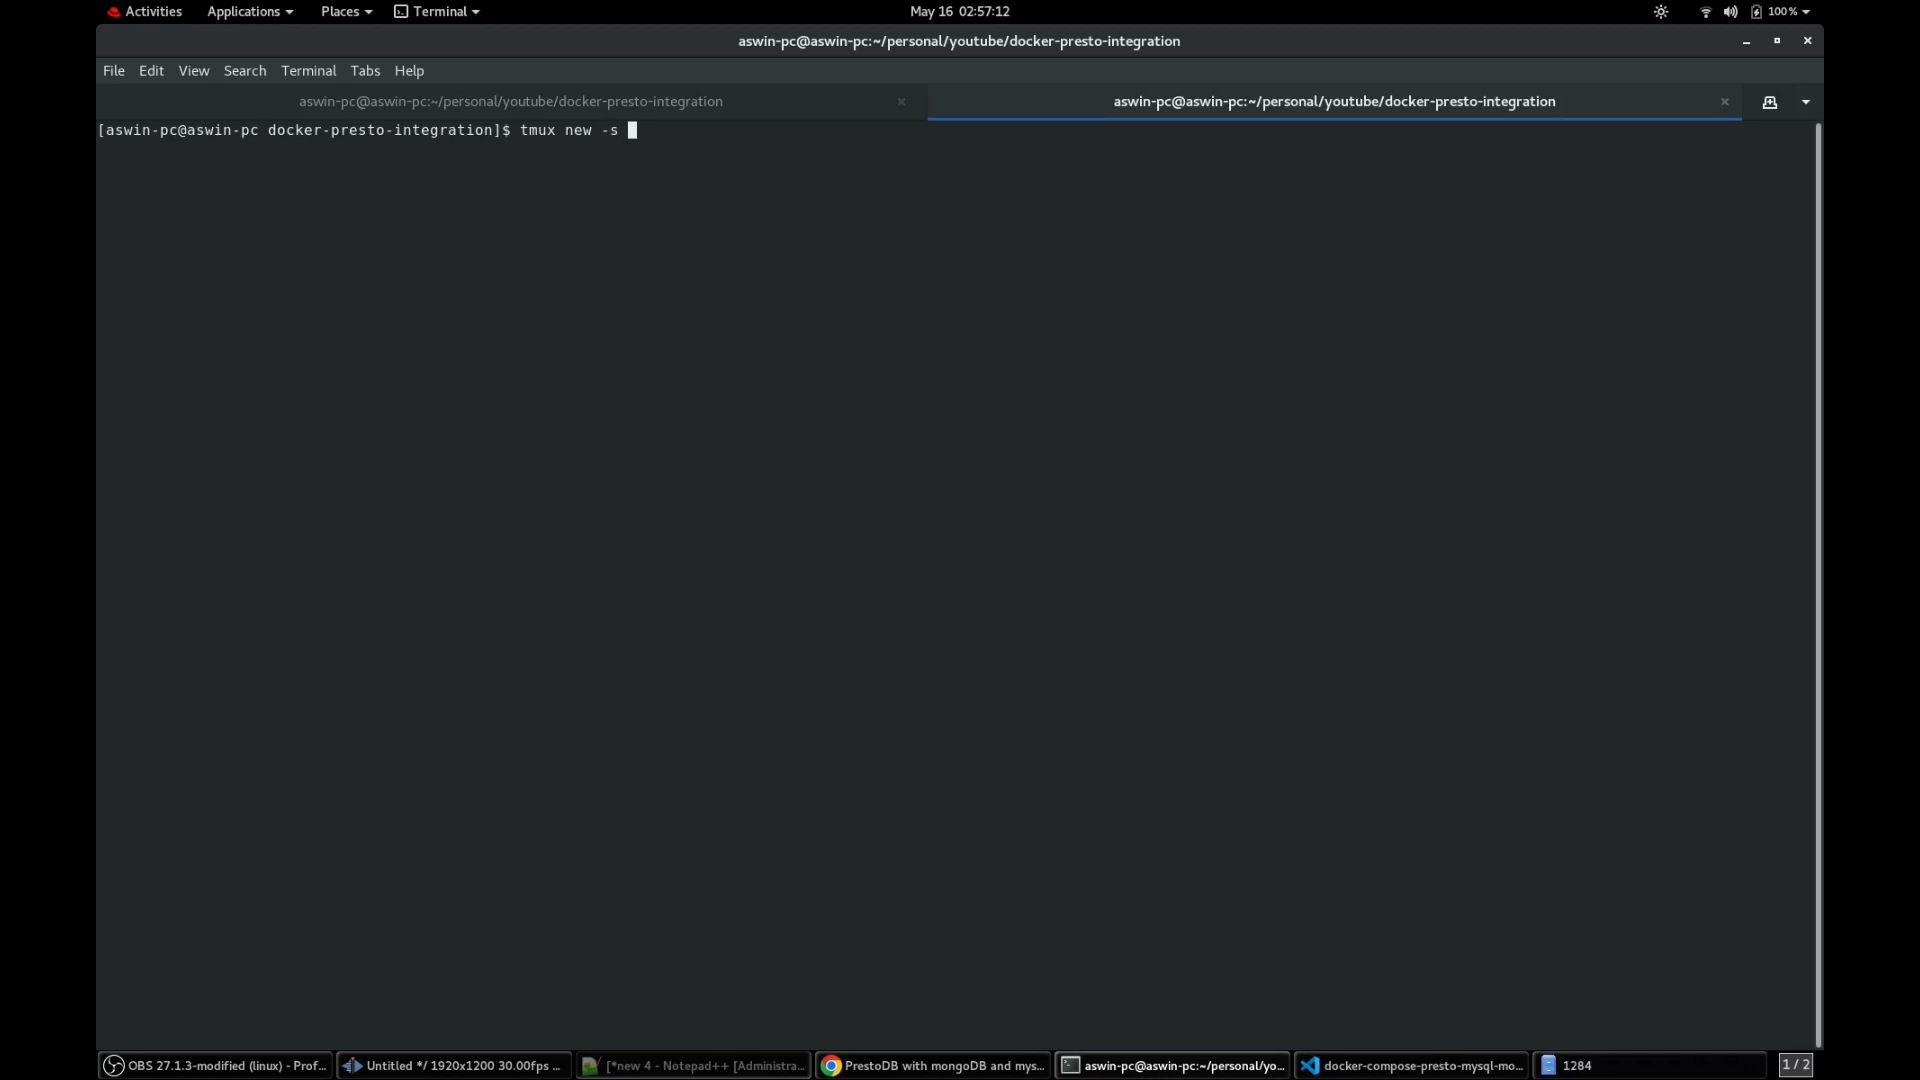 Activities Applications Places Terminal May 16 02:57:12 100%
aswin-pc@aswin-pc:~/personal/youtube/docker-presto-integration
File Edit View Search Terminal Tabs Help
aswin-pc@aswin-pc:~/personal/youtube/docker-presto-integration aswin-pc@aswin-pc:~/personal/youtube/docker-presto-integration
[aswin-pc@aswin-pc docker-presto-integration]$ tmux new -s
OBS 27.1.3-modified (linux) - Prof... Untitled */ 1920x1200 30.00fps ... [*new 4 - Notepad++ [Administra... PrestoDB with mongoDB and mys... aswin-pc@aswin-pc:~/personal/yo... docker-compose-presto-mysql-mo... 1284 1 / 2